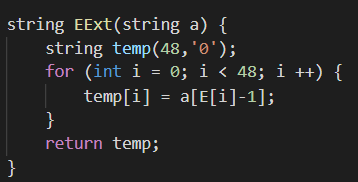 string EExt(string a) {
    string temp(48,'0');
    for (int i = 0; i < 48; i ++) {
        temp[i] = a[E[i]-1];
    }
    return temp;
}